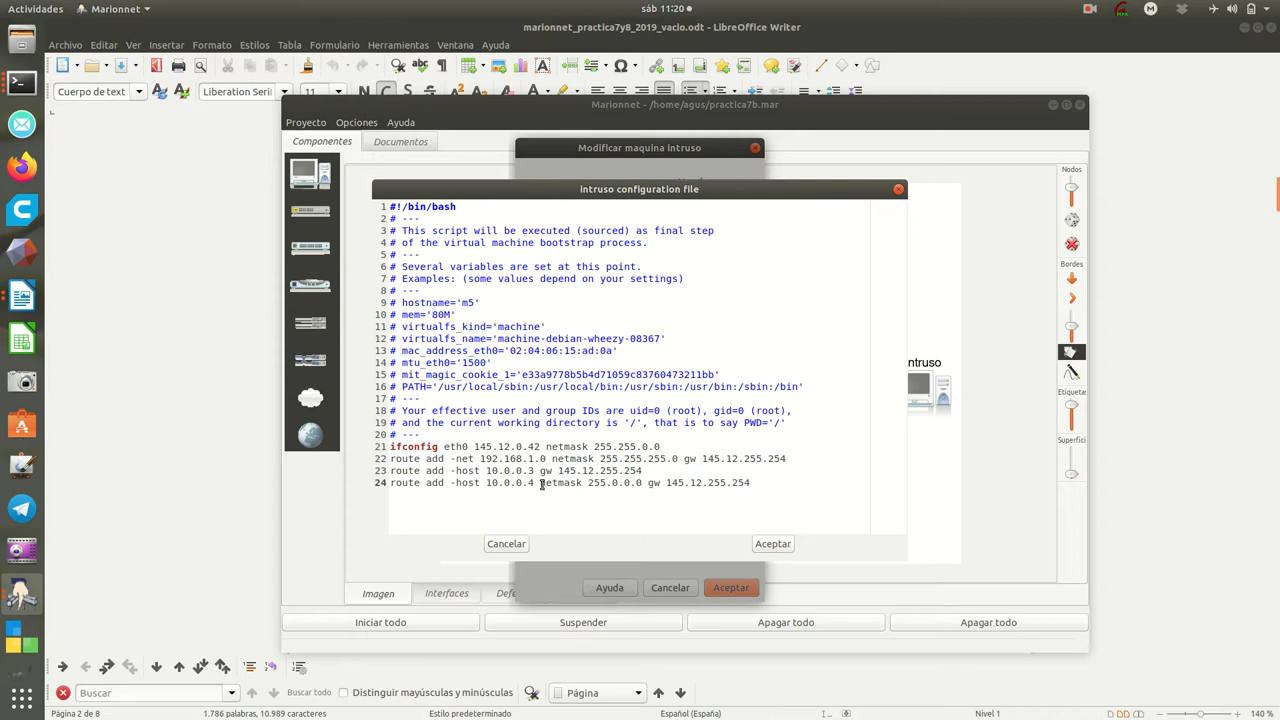 Actividades
Marionnet
sáb 11:20
marionnet_practica7y8_2019_vacio.odt - LibreOffice Writer
Archivo Editar Ver Insertar Formato Estilos Tabla Formulario Herramientas Ventana Ayuda
Cuerpo de text
Liberation Seri
11
Marionnet - /home/agus/practica7b.mar
Proyecto Opciones Ayuda
Componentes Documentos
Modificar maquina intruso
Nodos
intruso configuration file
1 #!/bin/bash
2 # ---
3 # This script will be executed (sourced) as final step
4 # of the virtual machine bootstrap process.
5 # ---
6 # Several variables are set at this point.
7 # Examples: (some values depend on your settings)
8 # ---
9 # hostname='m5'
10 # mem='80M'
11 # virtualfs_kind='machine'
12 # virtualfs_name='machine-debian-wheezy-08367'
13 # mac_address_eth0='02:04:06:15:ad:0a'
14 # mtu_eth0='1500'
15 # mit_magic_cookie_1='e33a9778b5b4d71059c83760473211bb'
16 # PATH='/usr/local/sbin:/usr/local/bin:/usr/sbin:/usr/bin:/sbin:/bin'
17 # ---
18 # Your effective user and group IDs are uid=0 (root), gid=0 (root),
19 # and the current working directory is '/', that is to say PWD='/'
20 # ---
21 ifconfig eth0 145.12.0.42 netmask 255.255.0.0
22 route add -net 192.168.1.0 netmask 255.255.255.0 gw 145.12.255.254
23 route add -host 10.0.0.3 gw 145.12.255.254
24 route add -host 10.0.0.4 netmask 255.0.0.0 gw 145.12.255.254
Cancelar Aceptar
Bordes
ntruso
Etiquetas
Superfici
Ayuda Cancelar Aceptar
Imagen Interfaces Defe
Iniciar todo Suspender Apagar todo Apagar todo
Buscar
Buscar todo
Distinguir mayúsculas y minúsculas
Página
Página 2 de 8
1.786 palabras, 10.989 caracteres
Estilo predeterminado
Español (España)
Nivel 1
140 %